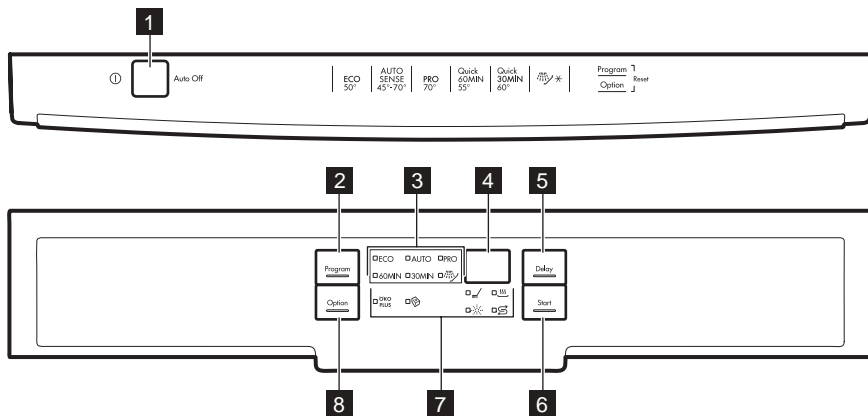 1
Auto Off
ECO
50°
AUTO
SENSE
45°-70°
PRO
70°
Quick
60MIN
55°
Quick
30MIN
60°
Program
Option
Reset
2
3
4
5
Program
ECO AUTO PRO
60MIN 30MIN
Delay
Option
ÖKO
PLUS
Start
8
7
6